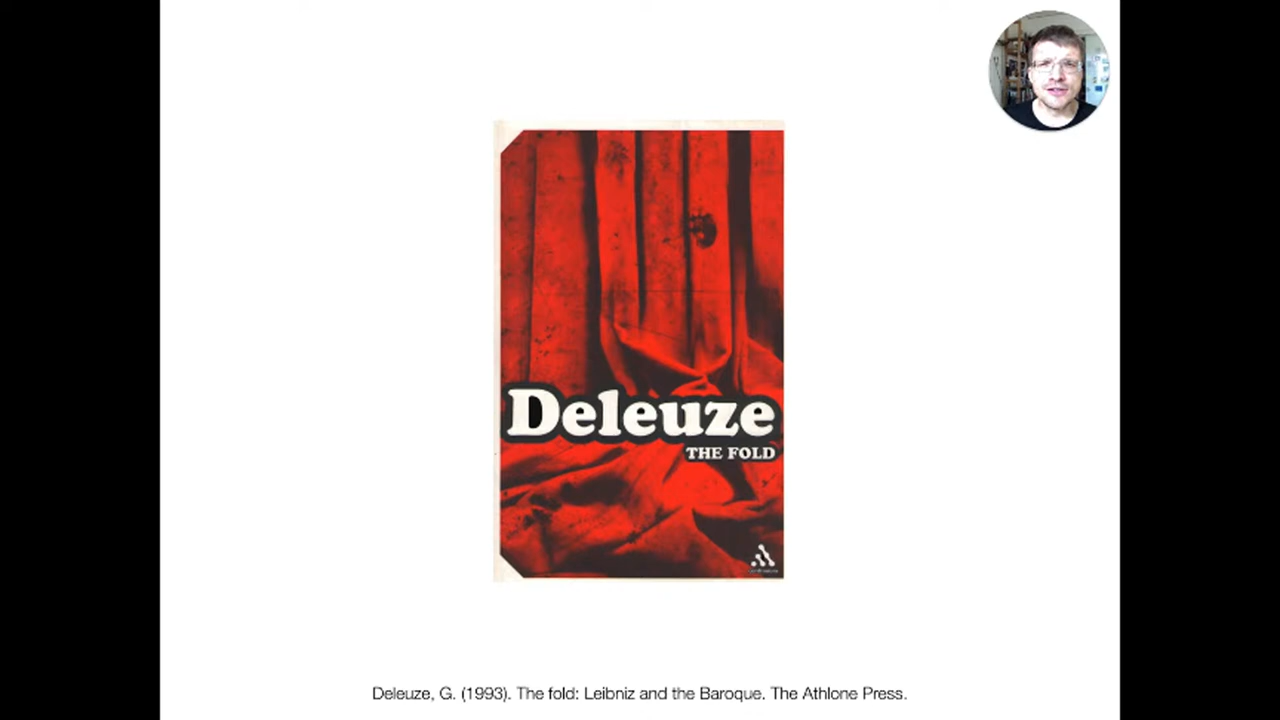 Deleuze
THE FOLD
Deleuze, G. (1993). The fold: Leibniz and the Baroque. The Athlone Press.